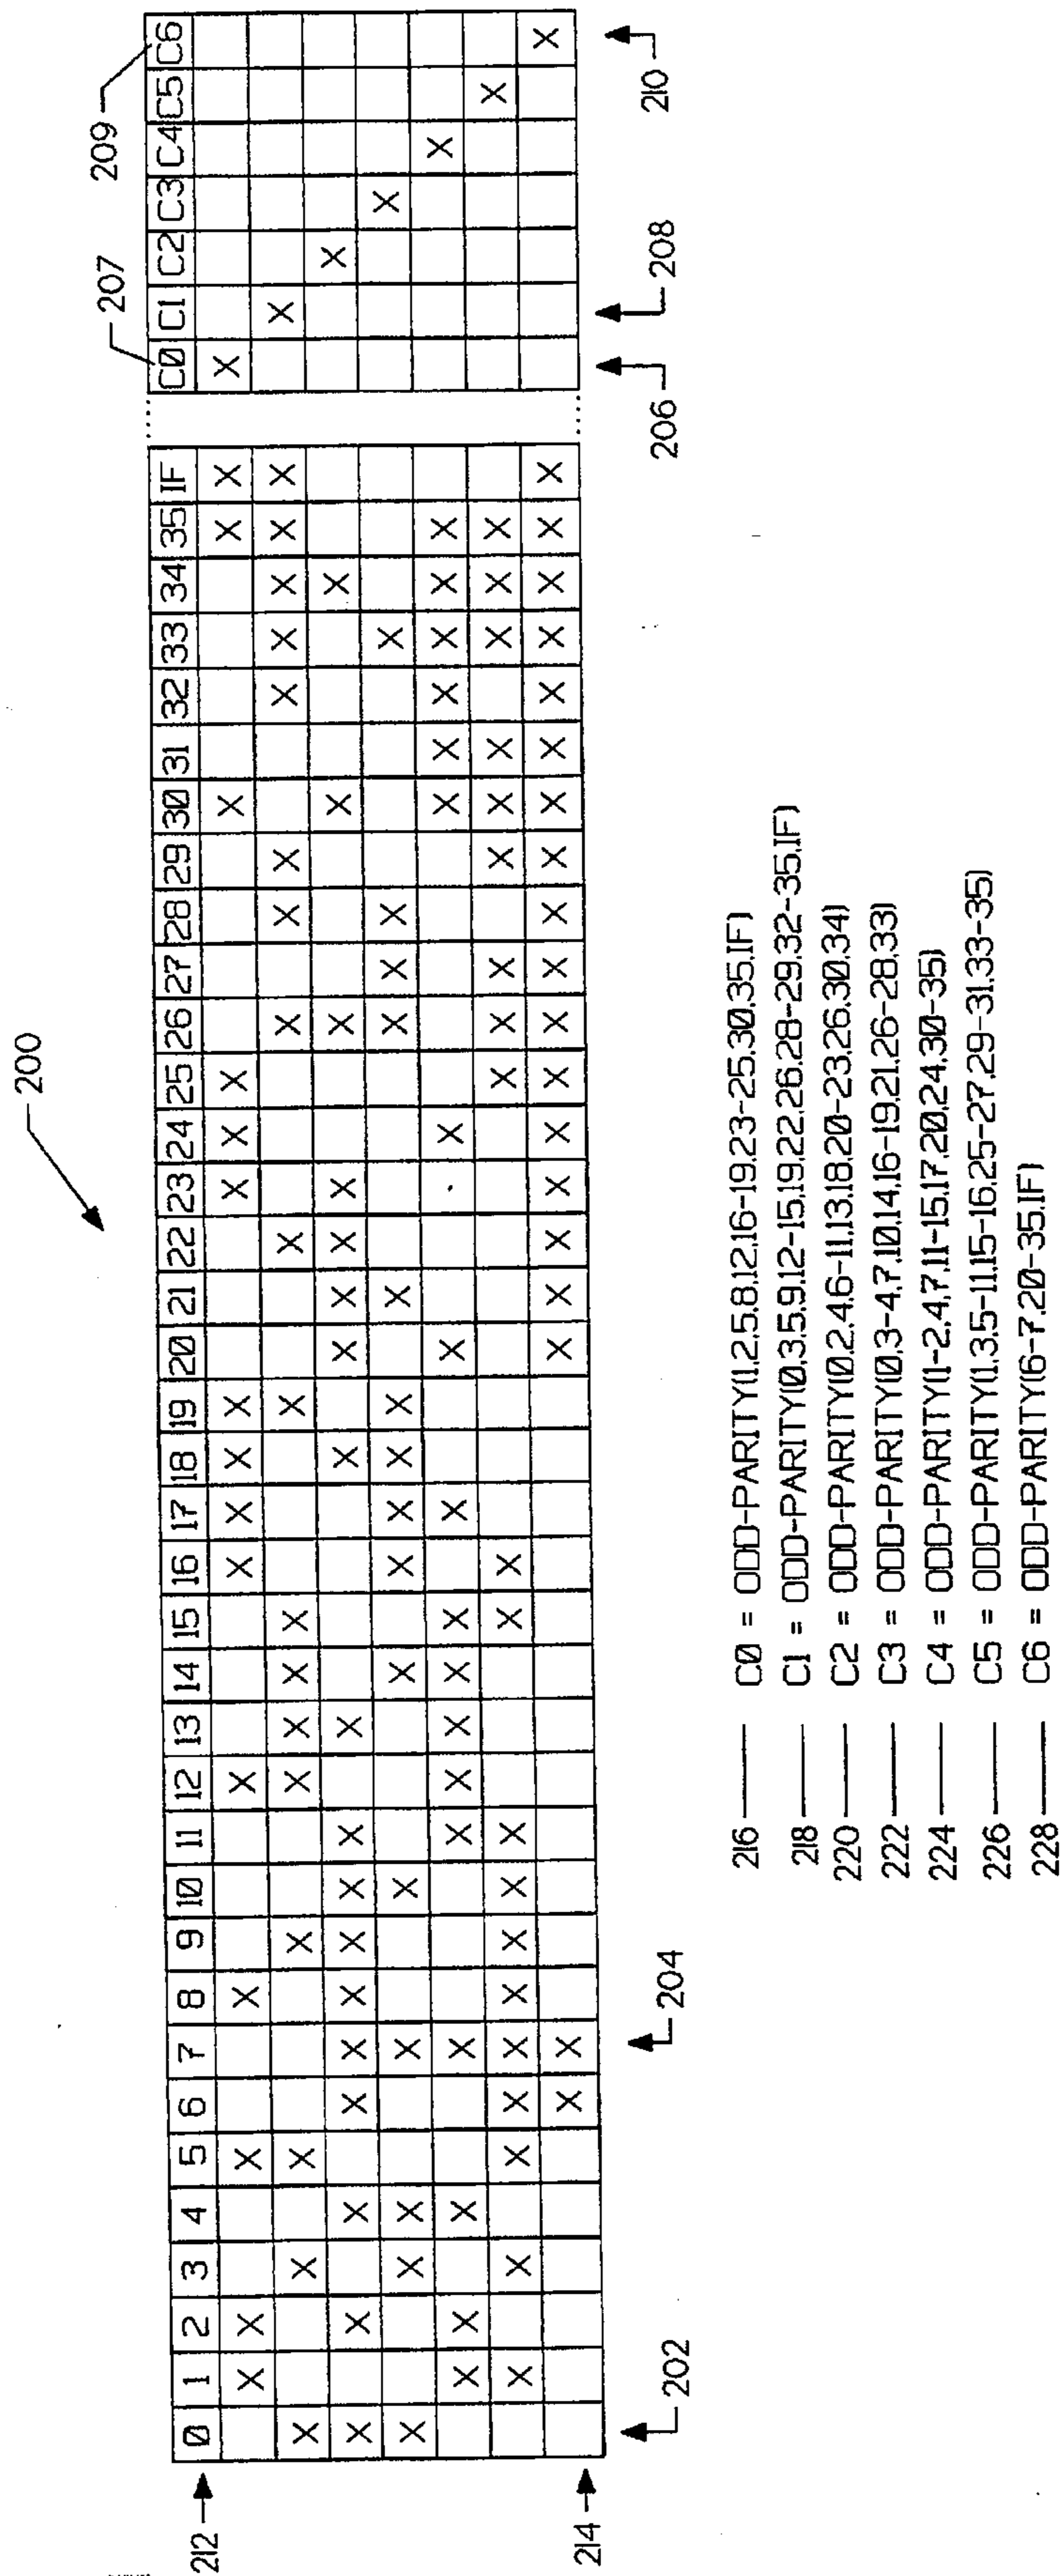 200
207
209
0 1 2 3 4 5 6 7 8 9 10 11 12 13 14 15 16 17 18 19 20 21 22 23 24 25 26 27 28 29 30 31 32 33 34 35 IF C0 C1 C2 C3 C4 C5 C6
212
X X X X X X X X X X X X X X X X
X X X X X X X X X X X X X X X X X X
X X X X X X X X X X X X X X X X X X
X X X X X X X X X X X X X X X X
X X X X X X X X X X X X X X X X X X X
X X X X X X X X X X X X X X X X X X X X X X
X X X X X X X X X X X X X X X X X X X X
214
202
204
206
208
210
216 C0 = ODD-PARITY(1,2,5,8,12,16-19,23-25,30,35,IF)
218 C1 = ODD-PARITY(0,3,5,9,12-15,19,22,26,28-29,32-35,IF)
220 C2 = ODD-PARITY(0,2,4,6-11,13,18,20-23,26,30,34)
222 C3 = ODD-PARITY(0,3-4,7,10,14,16-19,21,26-28,33)
224 C4 = ODD-PARITY(1-2,4,7,11-15,17,20,24,30-35)
226 C5 = ODD-PARITY(1,3,5-11,15-16,25-27,29-31,33-35)
228 C6 = ODD-PARITY(6-7,20-35,IF)